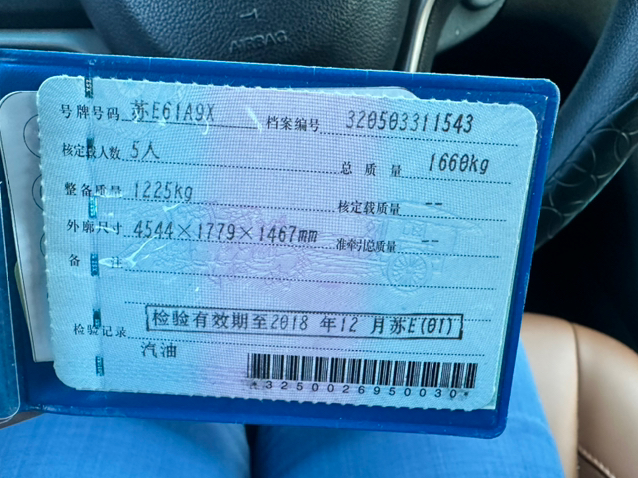 AIRBAG
号牌号码 苏E61A9X 档案编号 320503311543
核定载人数 5人 总质量 1660kg
整备质量 1225kg 核定载质量 --
外廓尺寸 4544×1779×1467mm 准牵引总质量 --
备注
检验记录 检验有效期至2018年12月苏E(01)
汽油
*3250026950030*